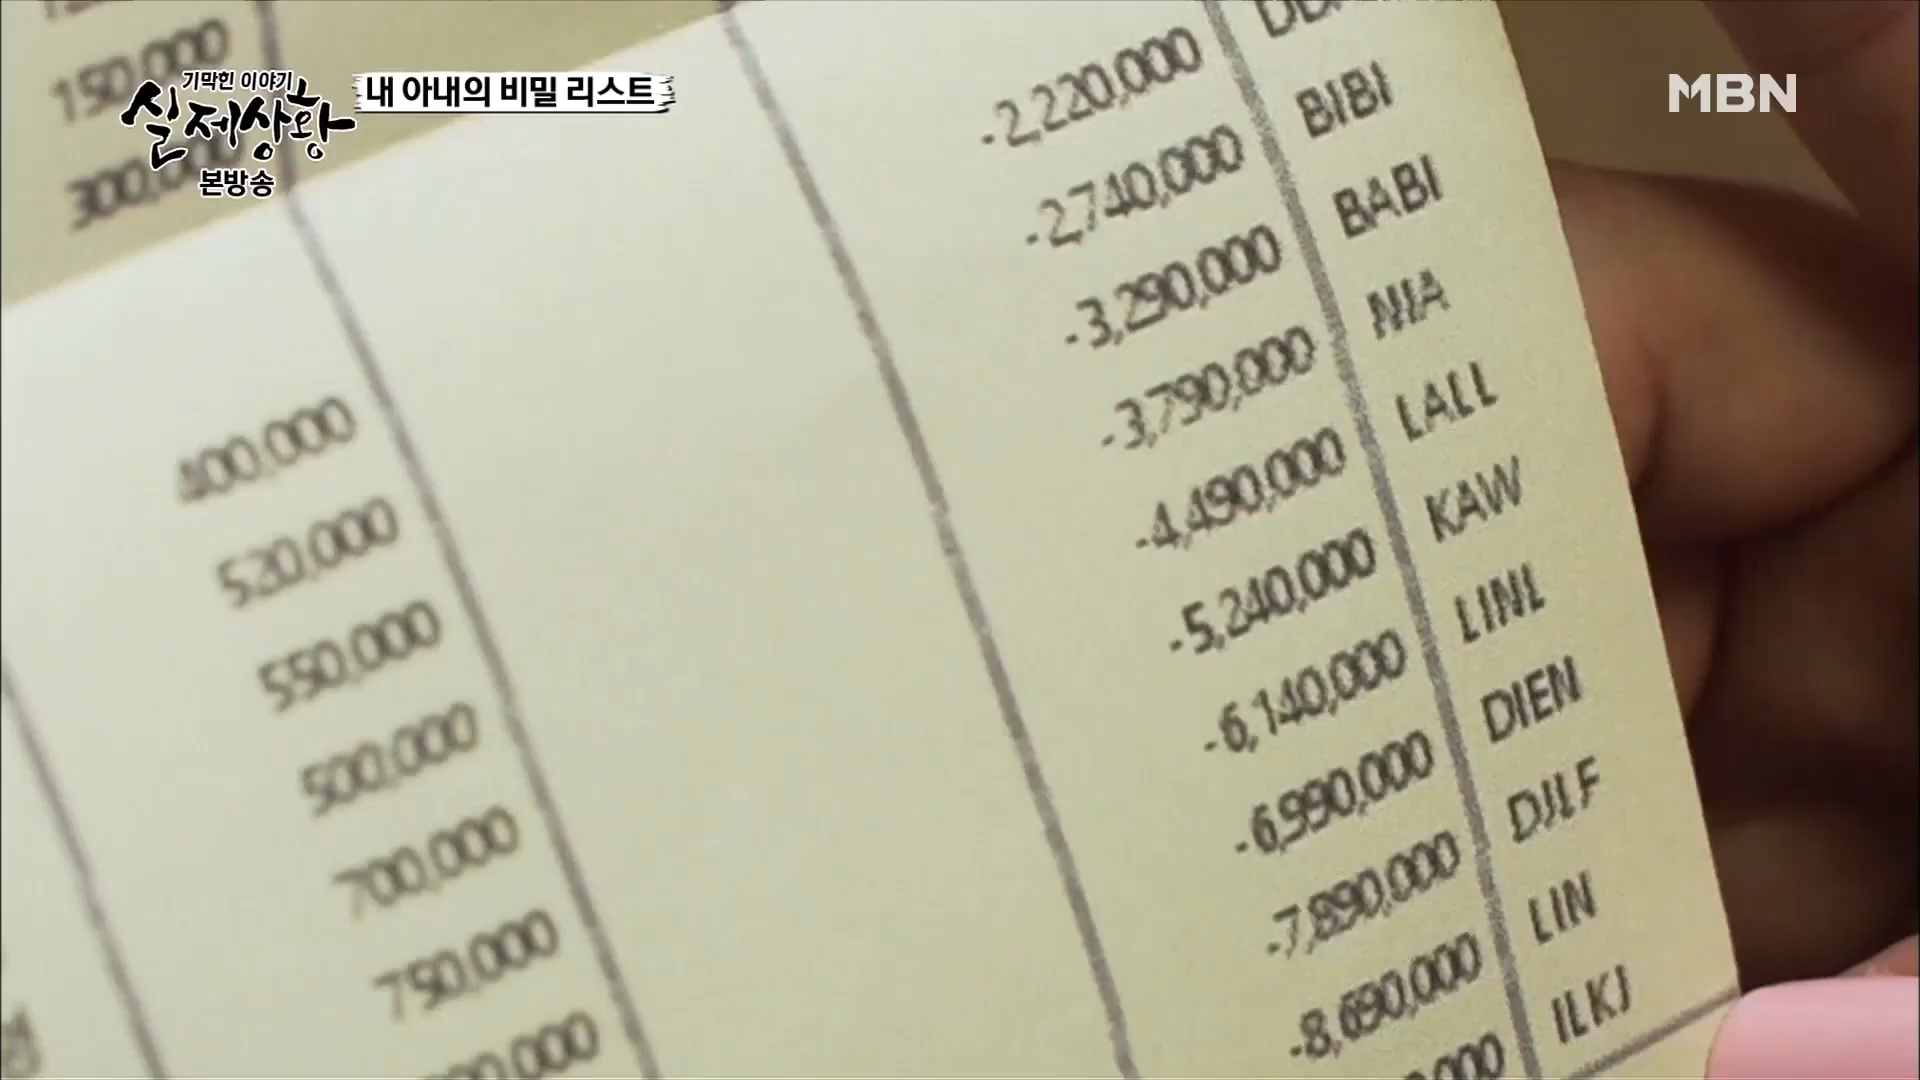 기막힌 이야기
실제상황
본방송
내 아내의 비밀 리스트
MBN
150,000
300,000
-2,220,000 BIBI
-2,740,000 BABI
-3,290,000 NIA
400,000 -3,790,000 LALL
520,000 -4,490,000 KAW
550,000 -5,240,000 LINL
500,000 -6,140,000 DIEN
700,000 -6,990,000 DJLF
750,000 -7,890,000 LIN
-8,690,000 ILKJ